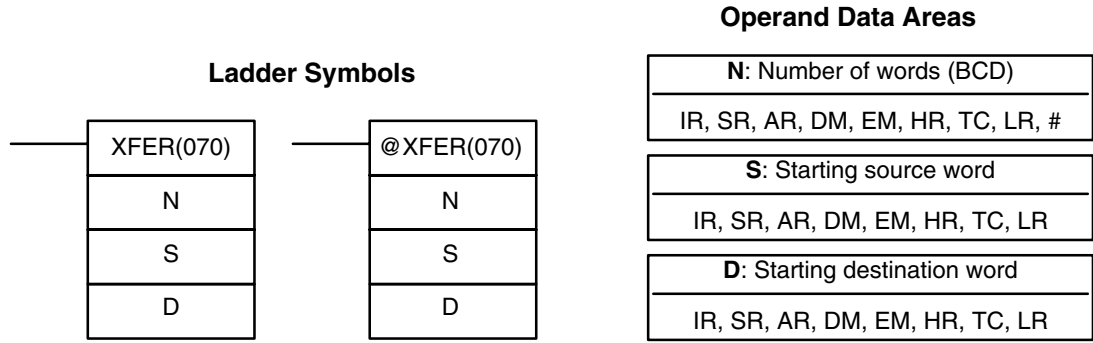 Operand Data Areas
Ladder Symbols
XFER(070)
N
S
D
@XFER(070)
N
S
D
N: Number of words (BCD)
IR, SR, AR, DM, EM, HR, TC, LR, #
S: Starting source word
IR, SR, AR, DM, EM, HR, TC, LR
D: Starting destination word
IR, SR, AR, DM, EM, HR, TC, LR